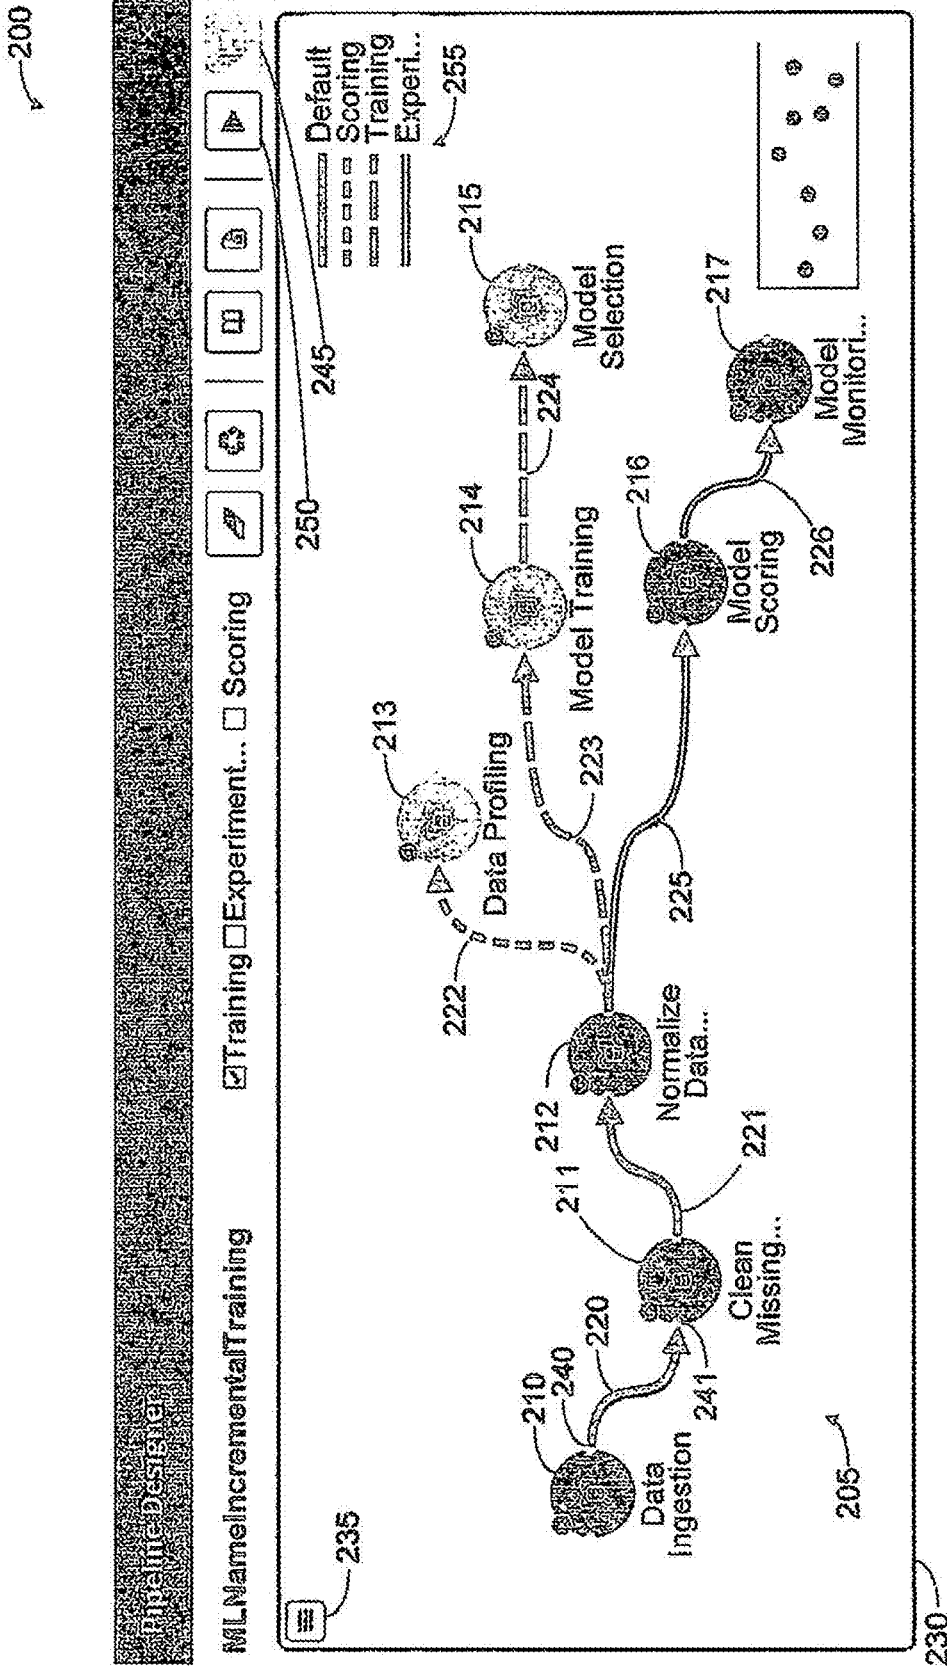 200
Pipeline Designer
MLNameIncrementalTraining
Training
Experiment...
Scoring
235
250
245
Default
Scoring
Training
Experi...
255
213
Data Profiling
222
214
Model Training
223
224
215
Model
Selection
210
240
Data
Ingestion
220
241
211
Clean
Missing...
221
212
Normalize
Data...
225
216
Model
Scoring
226
217
Model
Monitori...
205
230